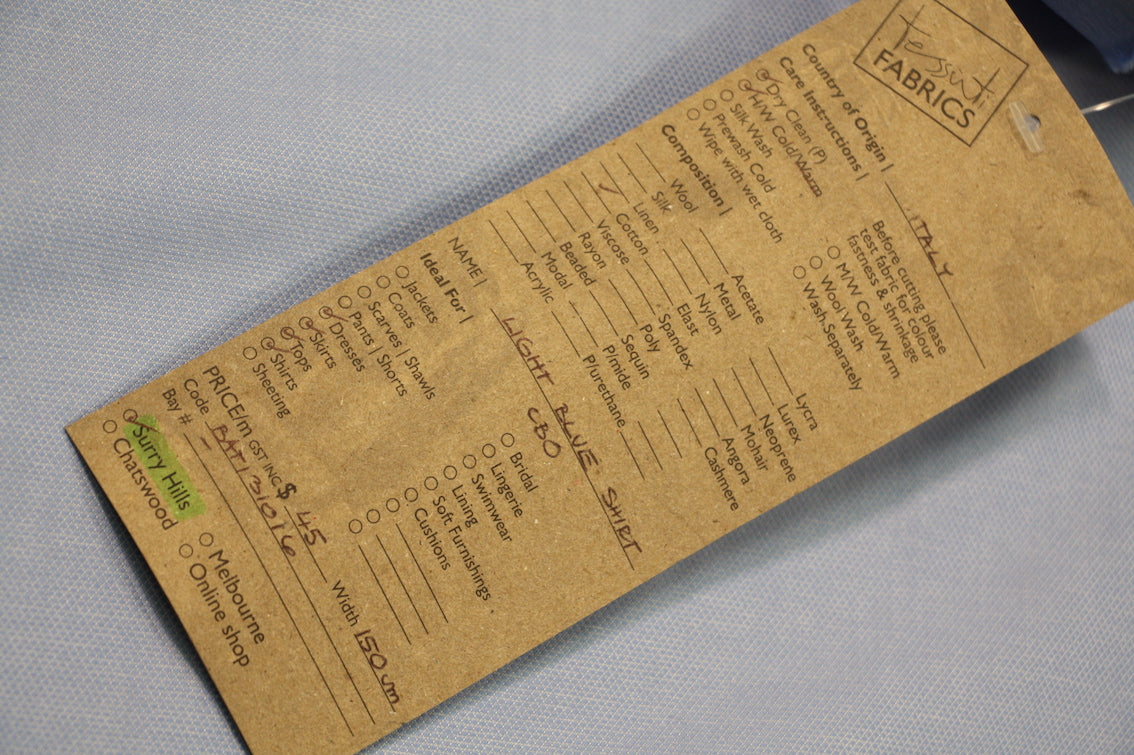 tessuti
FABRICS
Country of Origin | ITALY
Care Instructions |
Dry Clean (P)
H/W Cold/Warm
Silk Wash
Prewash Cold
Wipe with wet cloth
Before cutting please
test fabric for colour
fastness & shrinkage
M/W Cold/Warm
Wool Wash
Wash Separately
Composition |
Wool
Silk
Linen
Cotton
Viscose
Rayon
Beaded
Modal
Acrylic
Acetate
Metal
Nylon
Elast
Spandex
Poly
Sequin
P/mide
P/urethane
Lycra
Lurex
Neoprene
Mohair
Angora
Cashmere
NAME | LIGHT BLUE SHIRT
CBO
Ideal For |
Jackets
Coats
Scarves | Shawls
Pants | Shorts
Dresses
Skirts
Tops
Shirts
Sheeting
Bridal
Lingerie
Swimwear
Lining
Soft Furnishings
Cushions
PRICE/m GST INC $ 45 Width 150cm
Code BAT131016
Bay # -
Surry Hills
Chatswood
Melbourne
Online shop